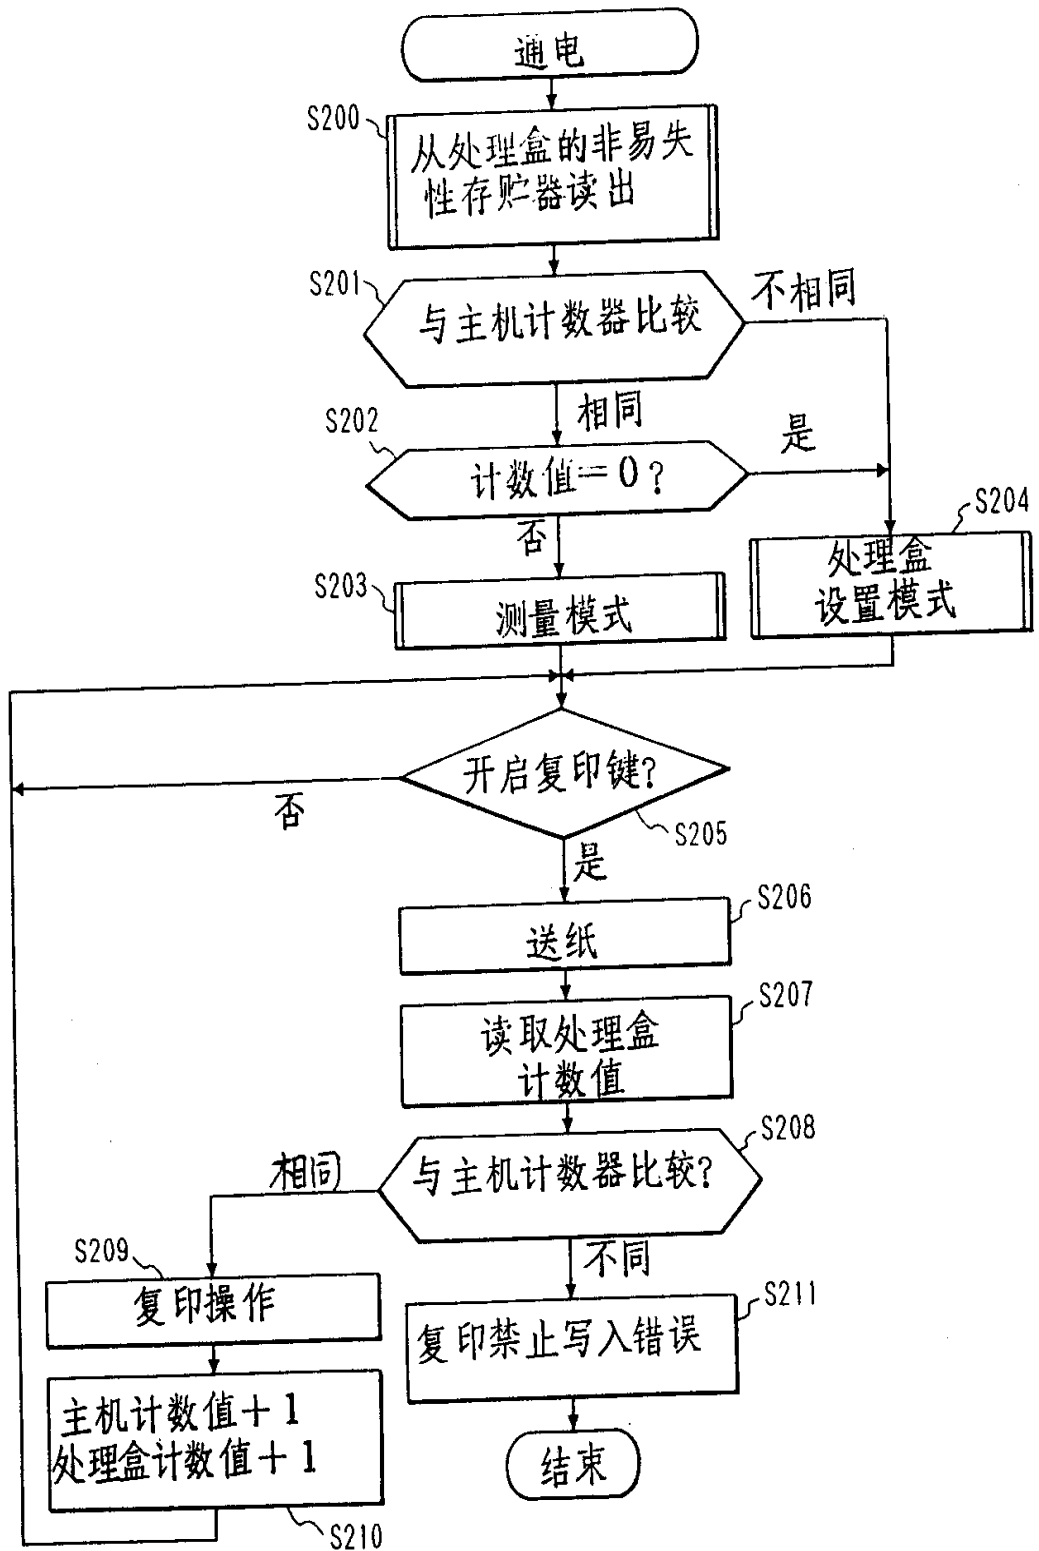 通电
S200
从处理盒的非易失
性存贮器读出
S201
与主机计数器比较
不相同
相同
S202
计数值=0?
是
否
S203
测量模式
S204
处理盒
设置模式
开启复印键?
否
S205
是
S206
送纸
S207
读取处理盒
计数值
S208
与主机计数器比较?
相同
不同
S209
复印操作
S211
复印禁止写入错误
主机计数值+1
处理盒计数值+1
S210
结束